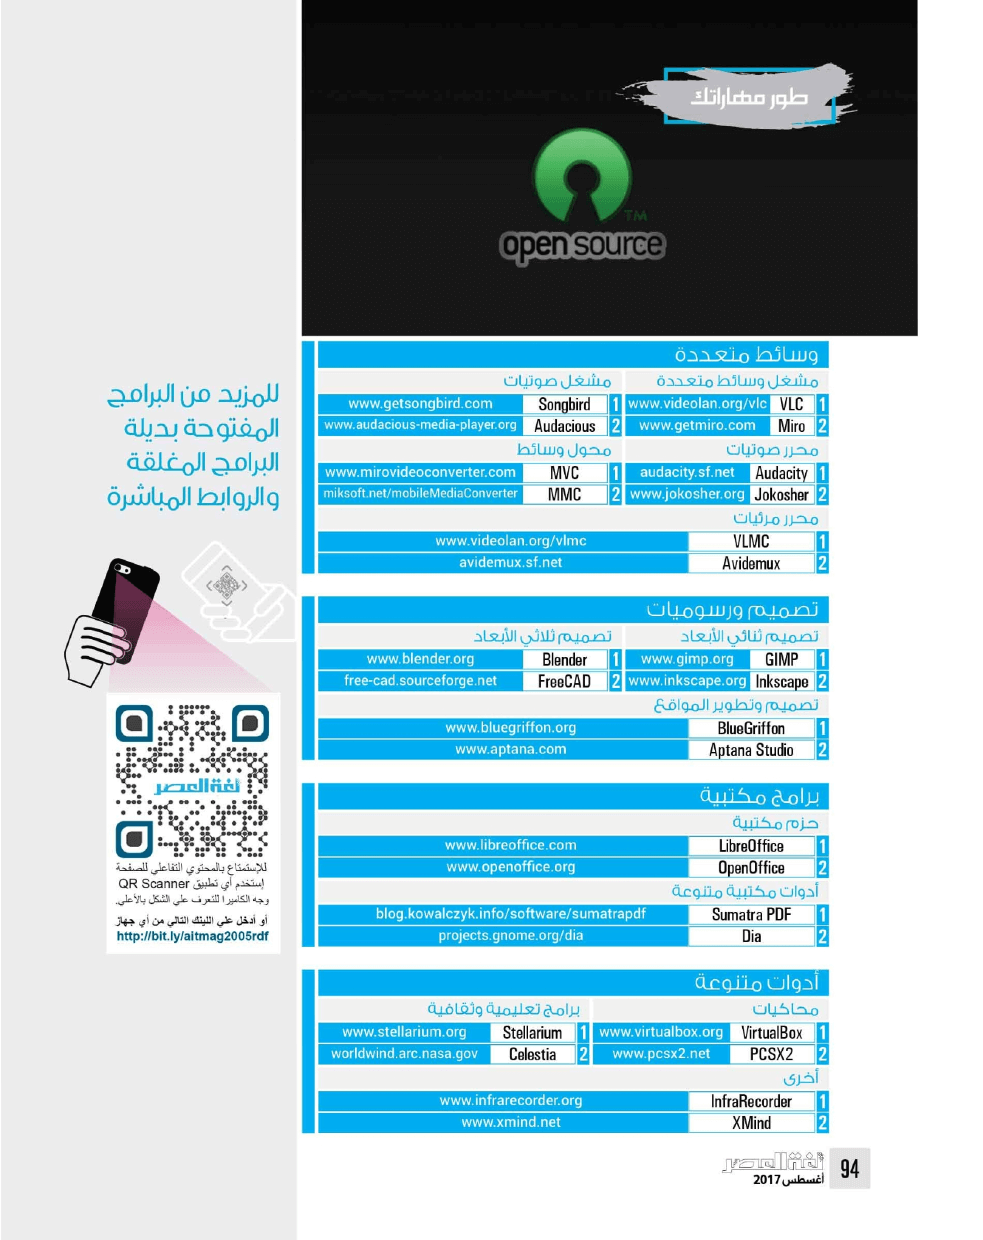 طور مهاراتك
open source
TM
وسائط متعددة
مشغل وسائط متعددة
1 VLC www.videolan.org/vlc
2 Miro www.getmiro.com
مشغل صوتيات
1 Songbird www.getsongbird.com
2 Audacious www.audacious-media-player.org
محرر صوتيات
1 Audacity audacity.sf.net
2 Jokosher www.jokosher.org
محول وسائط
1 MVC www.mirovideoconverter.com
2 MMC miksoft.net/mobileMediaConverter
محرر مرئيات
1 VLMC www.videolan.org/vlmc
2 Avidemux avidemux.sf.net
تصميم ورسوميات
تصميم ثنائي الأبعاد
1 GIMP www.gimp.org
2 Inkscape www.inkscape.org
تصميم ثلاثي الأبعاد
1 Blender www.blender.org
2 FreeCAD free-cad.sourceforge.net
تصميم وتطوير المواقع
1 BlueGriffon www.bluegriffon.org
2 Aptana Studio www.aptana.com
برامج مكتبية
حزم مكتبية
1 LibreOffice www.libreoffice.com
2 OpenOffice www.openoffice.org
أدوات مكتبية متنوعة
1 Sumatra PDF blog.kowalczyk.info/software/sumatrapdf
2 Dia projects.gnome.org/dia
أدوات متنوعة
محاكيات
1 VirtualBox www.virtualbox.org
2 PCSX2 www.pcsx2.net
برامج تعليمية وثقافية
1 Stellarium www.stellarium.org
2 Celestia worldwind.arc.nasa.gov
أخرى
1 InfraRecorder www.infrarecorder.org
2 XMind www.xmind.net
للمزيد من البرامج
المفتوحة بديلة
البرامج المغلقة
والروابط المباشرة
لغة العصر
للإستمتاع بالمحتوي التفاعلي للصفحة
إستخدم أي تطبيق QR Scanner
وجه الكاميرا للتعرف علي الشكل بالأعلي.
أو أدخل علي اللينك التالي من أي جهاز
http://bit.ly/aitmag2005rdf
لغة العصر
أغسطس 2017
94